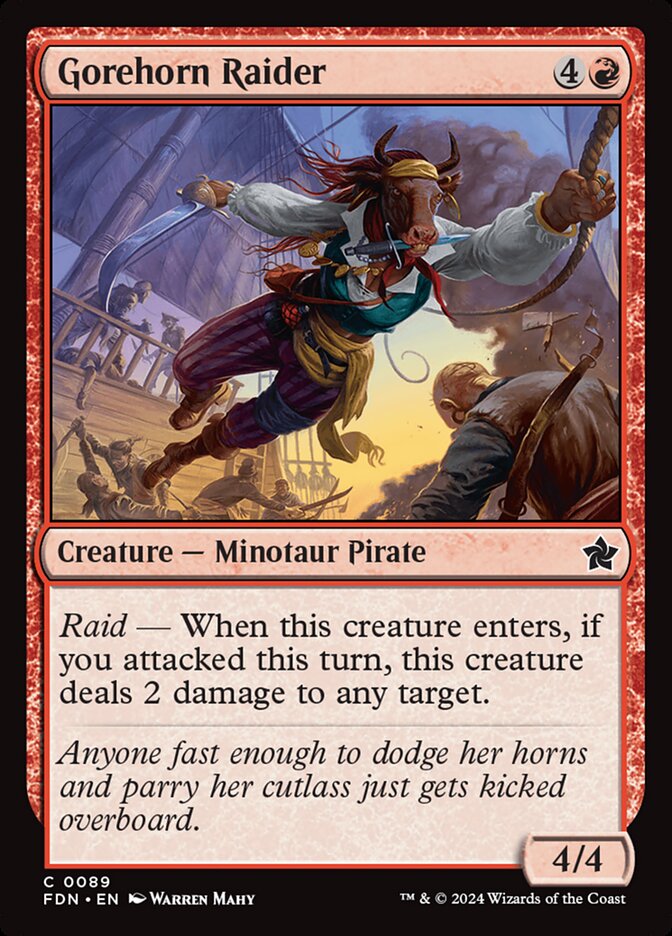 Gorehorn Raider 4
Creature — Minotaur Pirate
Raid — When this creature enters, if
you attacked this turn, this creature
deals 2 damage to any target.
Anyone fast enough to dodge her horns
and parry her cutlass just gets kicked
overboard.
4/4
C 0089
FDN • EN Warren Mahy
™ & © 2024 Wizards of the Coast